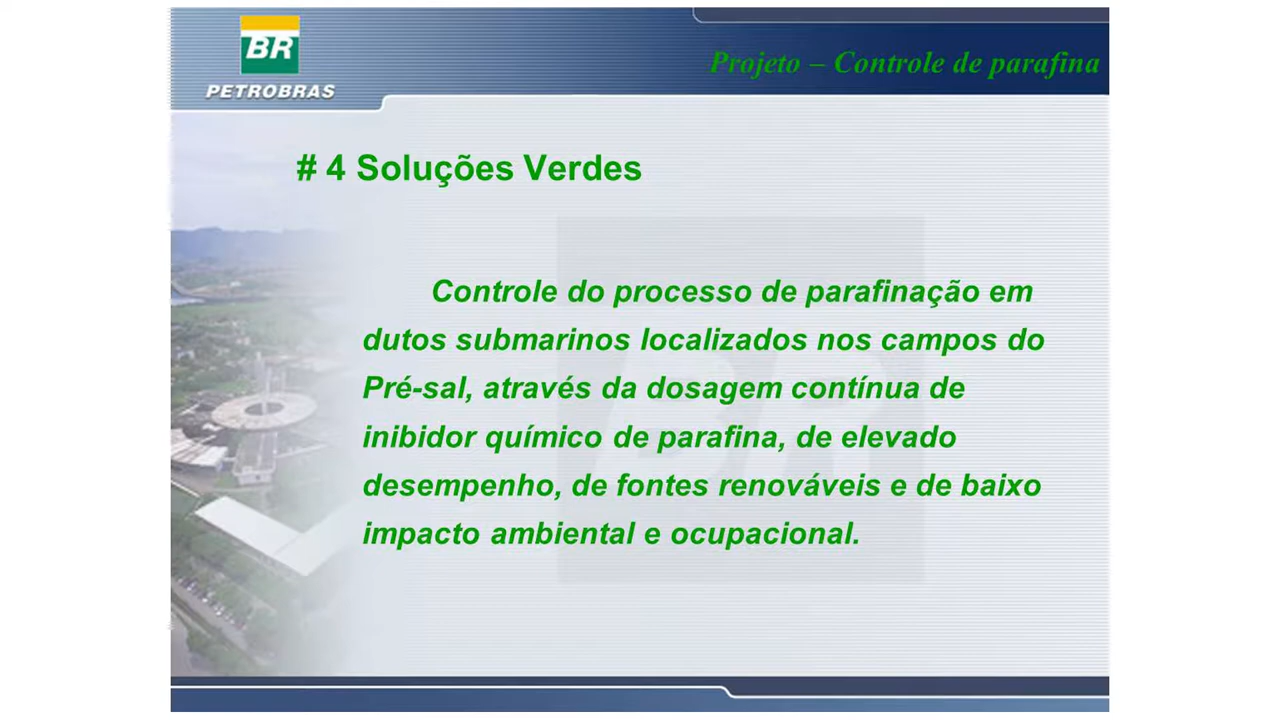 BR
PETROBRAS
Projeto – Controle de parafina
# 4 Soluções Verdes
Controle do processo de parafinação em
dutos submarinos localizados nos campos do
Pré-sal, através da dosagem contínua de
inibidor químico de parafina, de elevado
desempenho, de fontes renováveis e de baixo
impacto ambiental e ocupacional.
BR